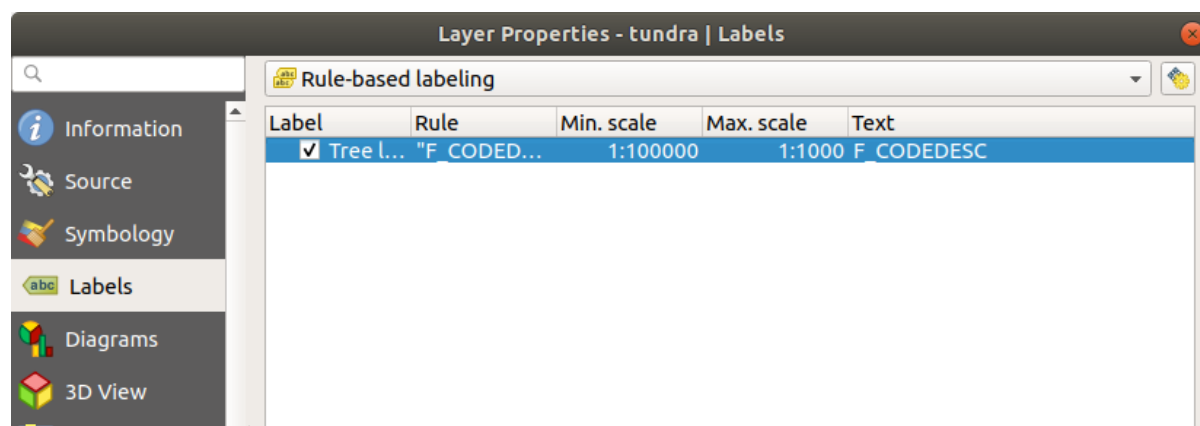 Layer Properties - tundra | Labels
Rule-based labeling
Information
Source
Symbology
abc Labels
Diagrams
3D View
Label Rule Min. scale Max. scale Text
Tree l... "F_CODED... 1:100000 1:1000 F_CODEDESC